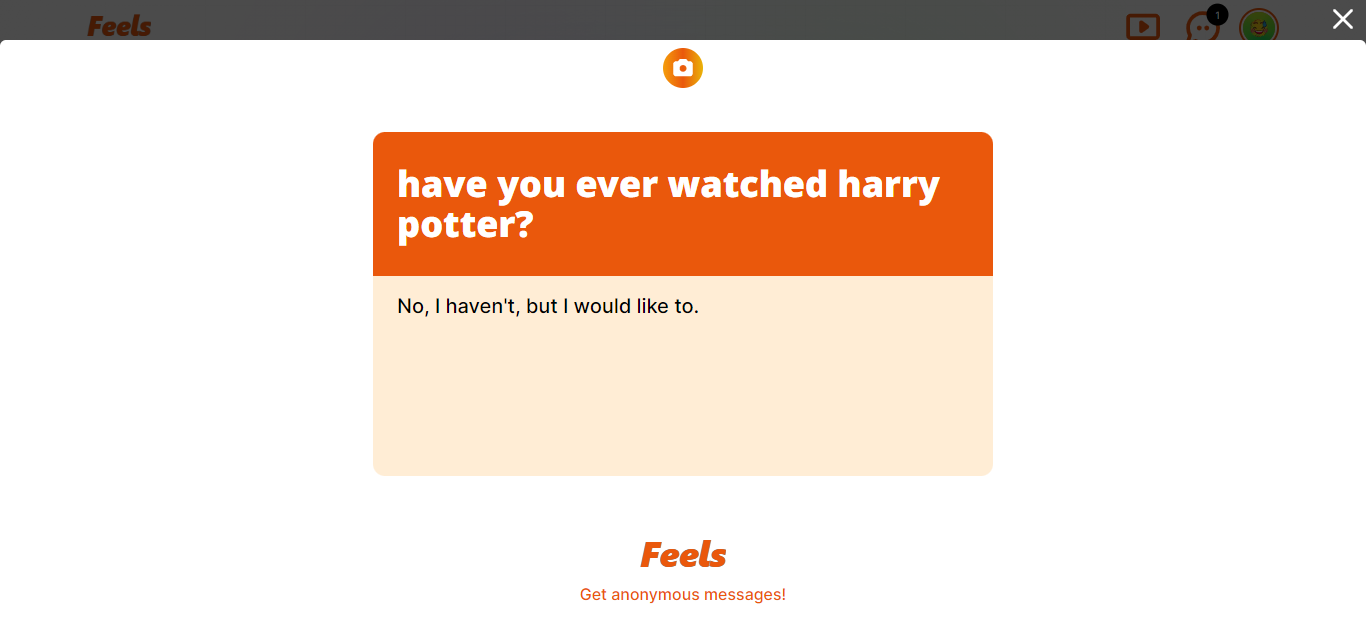 Feels
1
have you ever watched harry
potter?
No, I haven't, but I would like to.
Feels
Get anonymous messages!